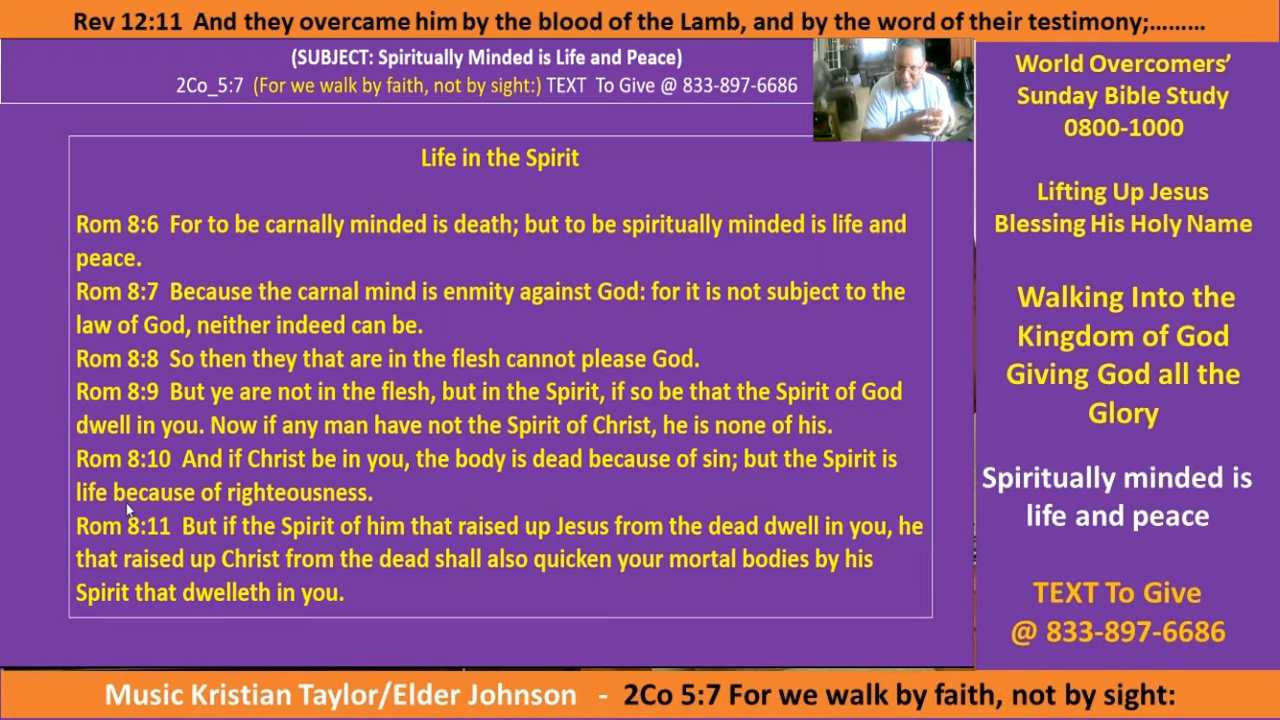 Rev 12:11 And they overcame him by the blood of the Lamb, and by the word of their testimony;………
(SUBJECT: Spiritually Minded is Life and Peace)
2Co_5:7 (For we walk by faith, not by sight:) TEXT To Give @ 833-897-6686
Life in the Spirit
Rom 8:6 For to be carnally minded is death; but to be spiritually minded is life and
peace.
Rom 8:7 Because the carnal mind is enmity against God: for it is not subject to the
law of God, neither indeed can be.
Rom 8:8 So then they that are in the flesh cannot please God.
Rom 8:9 But ye are not in the flesh, but in the Spirit, if so be that the Spirit of God
dwell in you. Now if any man have not the Spirit of Christ, he is none of his.
Rom 8:10 And if Christ be in you, the body is dead because of sin; but the Spirit is
life because of righteousness.
Rom 8:11 But if the Spirit of him that raised up Jesus from the dead dwell in you, he
that raised up Christ from the dead shall also quicken your mortal bodies by his
Spirit that dwelleth in you.
World Overcomers’
Sunday Bible Study
0800-1000
Lifting Up Jesus
Blessing His Holy Name
Walking Into the
Kingdom of God
Giving God all the
Glory
Spiritually minded is
life and peace
TEXT To Give
@ 833-897-6686
Music Kristian Taylor/Elder Johnson - 2Co 5:7 For we walk by faith, not by sight: